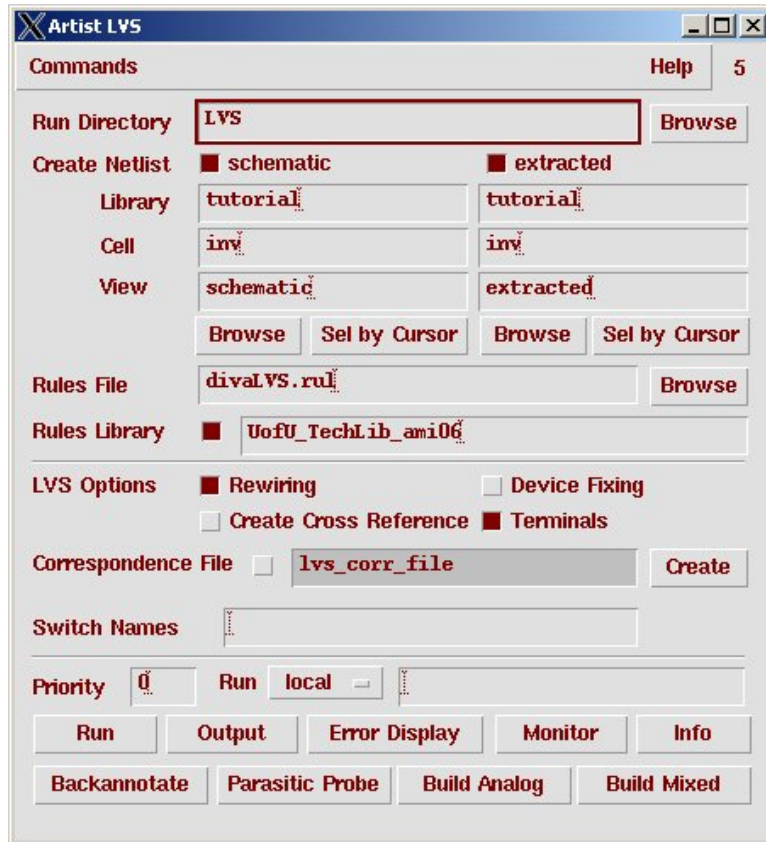 Artist LVS
Commands Help 5
Run Directory LVS Browse
Create Netlist schematic extracted
Library tutorial tutorial
Cell inv inv
View schematic extracted
Browse Sel by Cursor Browse Sel by Cursor
Rules File divaLVS.rul Browse
Rules Library UofU_TechLib_ami06
LVS Options Rewiring Device Fixing
Create Cross Reference Terminals
Correspondence File lvs_corr_file Create
Switch Names
Priority 0 Run local
Run Output Error Display Monitor Info
Backannotate Parasitic Probe Build Analog Build Mixed